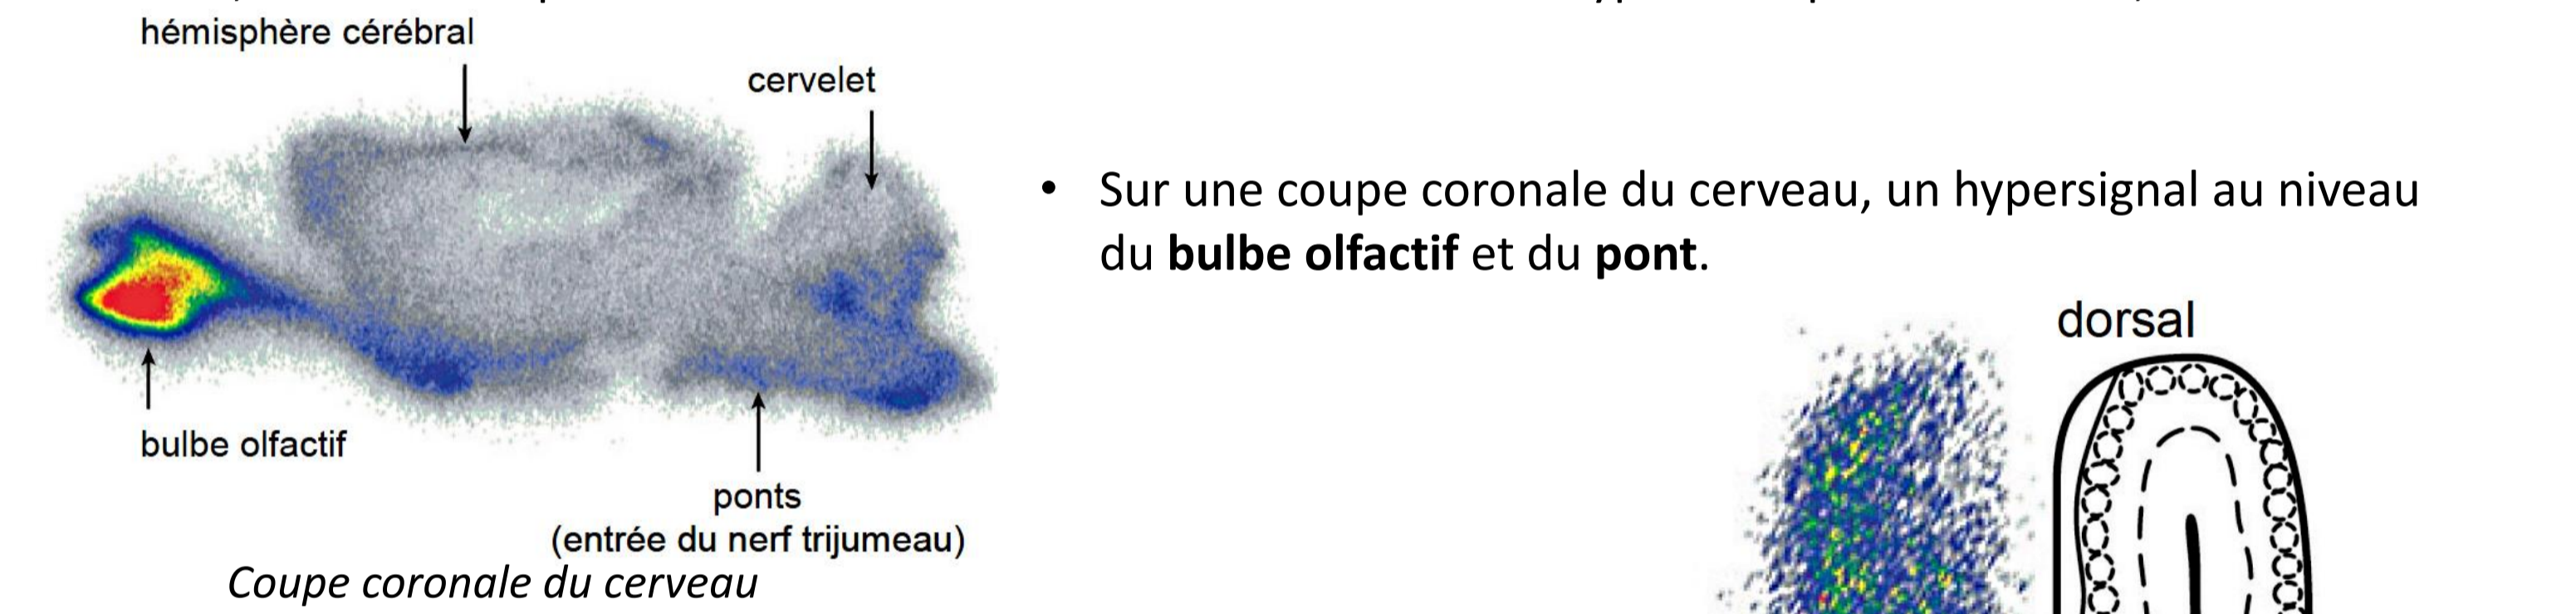 hémisphère cérébral
cervelet
• Sur une coupe coronale du cerveau, un hypersignal au niveau
du bulbe olfactif et du pont.
dorsal
bulbe olfactif
ponts
(entrée du nerf trijumeau)
Coupe coronale du cerveau